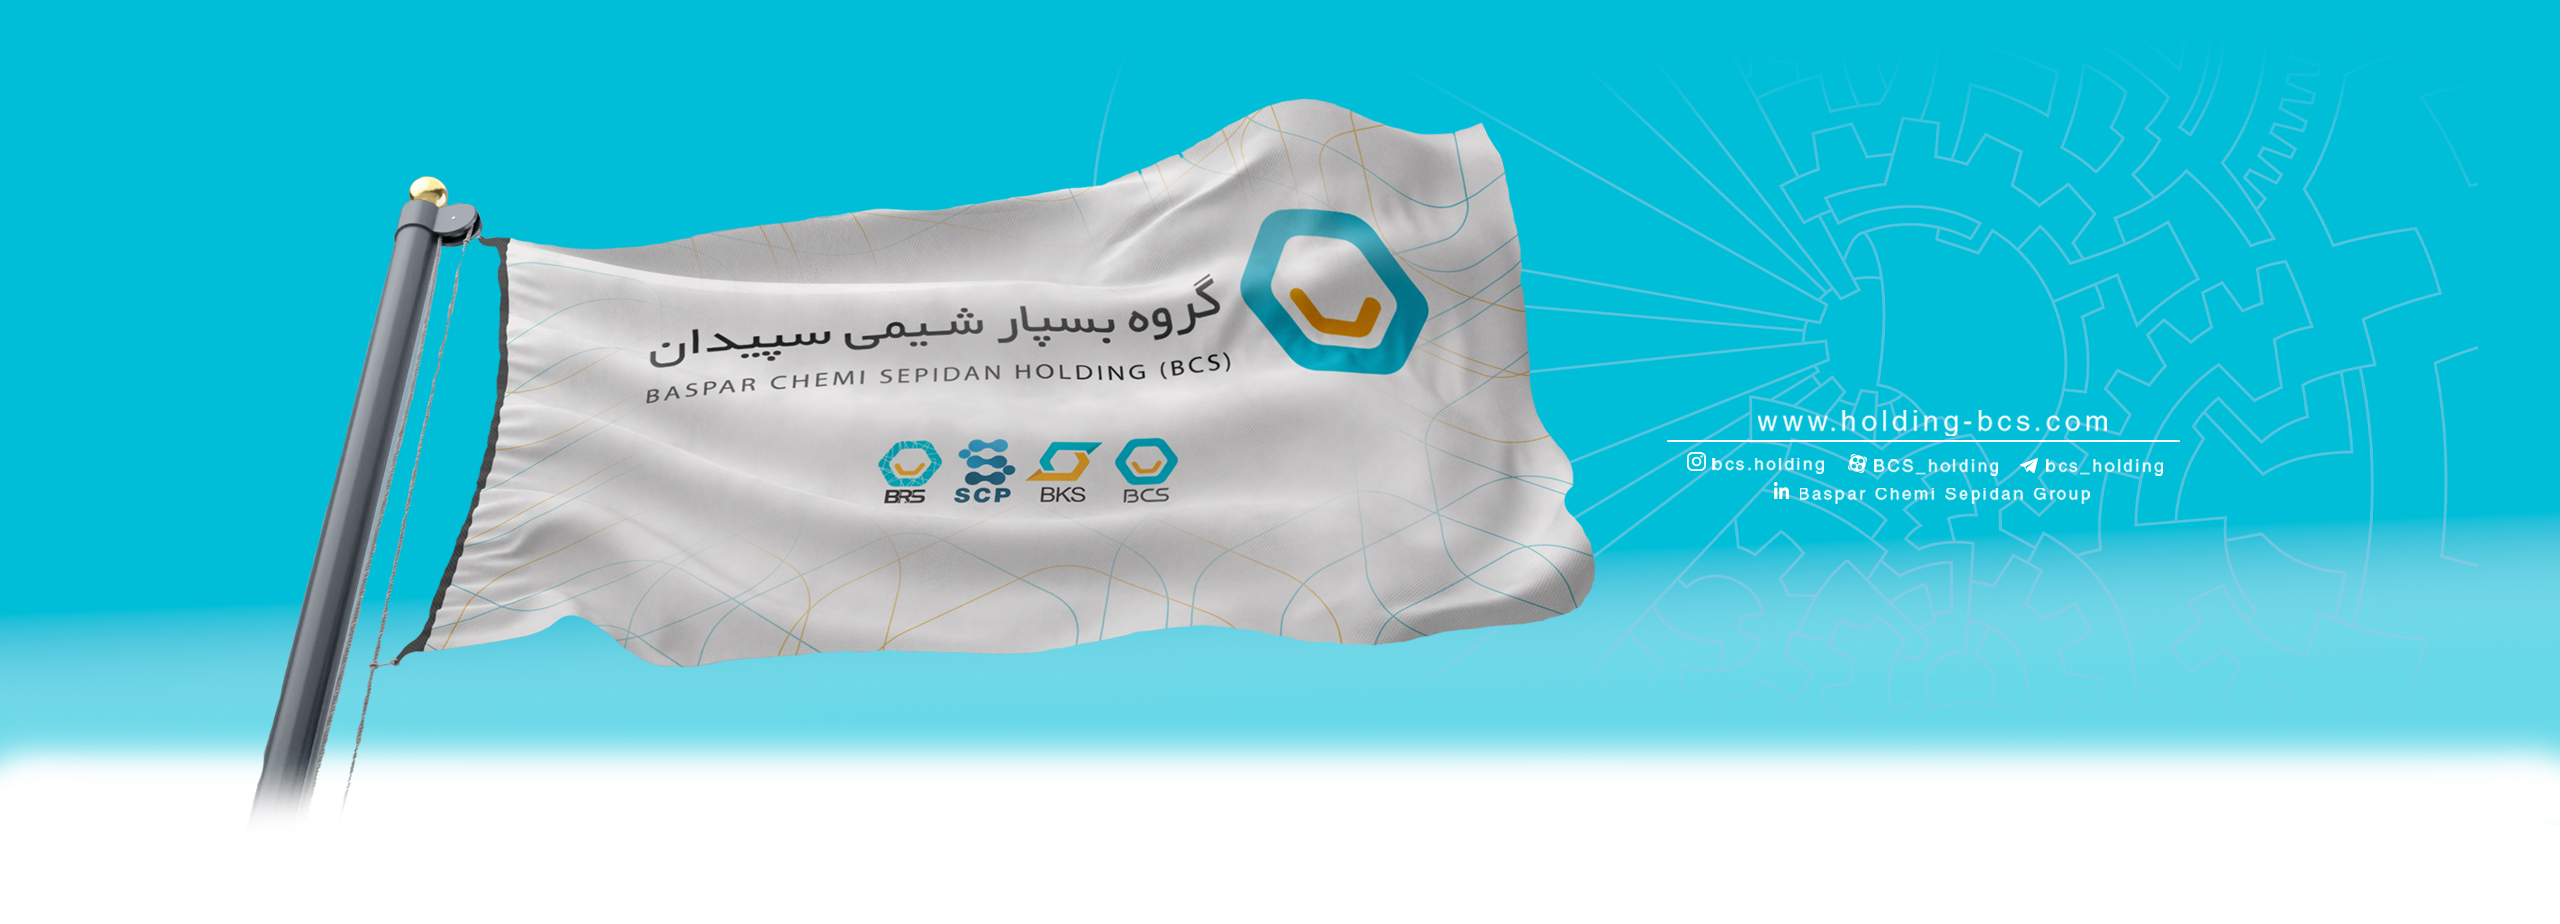 گروه بسپار شیمی سپیدان
BASPAR CHEMI SEPIDAN HOLDING (BCS)
BRS SCP BKS BCS
www.holding-bcs.com
bcs.holding BCS_holding bcs_holding
in Baspar Chemi Sepidan Group